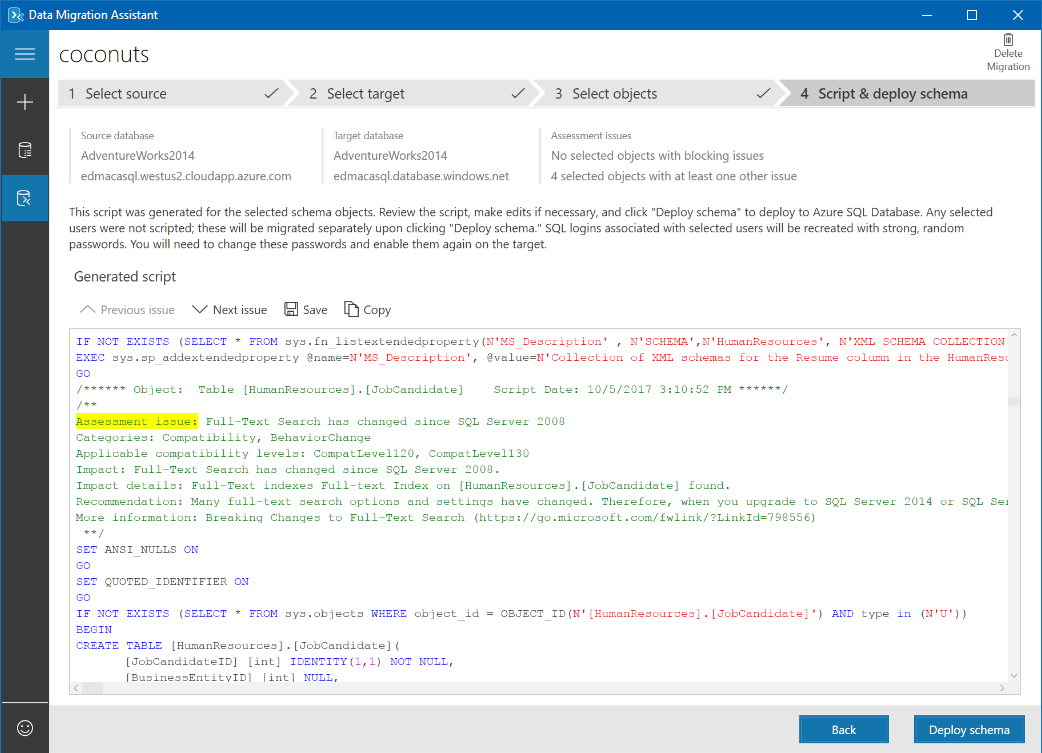 Data Migration Assistant
coconuts
Delete
Migration
1 Select source
2 Select target
3 Select objects
4 Script & deploy schema
Source database
AdventureWorks2014
edmacasql.westus2.cloudapp.azure.com
Target database
AdventureWorks2014
edmacasql.database.windows.net
Assessment issues
No selected objects with blocking issues
4 selected objects with at least one other issue
This script was generated for the selected schema objects. Review the script, make edits if necessary, and click "Deploy schema" to deploy to Azure SQL Database. Any selected
users were not scripted; these will be migrated separately upon clicking "Deploy schema." SQL logins associated with selected users will be recreated with strong, random
passwords. You will need to change these passwords and enable them again on the target.
Generated script
Previous issue Next issue Save Copy
IF NOT EXISTS (SELECT * FROM sys.fn_listextendedproperty(N'MS_Description' , N'SCHEMA',N'HumanResources', N'XML SCHEMA COLLECTION
EXEC sys.sp_addextendedproperty @name=N'MS_Description', @value=N'Collection of XML schemas for the Resume column in the HumanReso
GO
/****** Object:  Table [HumanResources].[JobCandidate]    Script Date: 10/5/2017 3:10:52 PM ******/
/**
Assessment issue: Full-Text Search has changed since SQL Server 2008
Categories: Compatibility, BehaviorChange
Applicable compatibility levels: CompatLevel120, CompatLevel130
Impact: Full-Text Search has changed since SQL Server 2008.
Impact details: Full-Text indexes Full-text Index on [HumanResources].[JobCandidate] found.
Recommendation: Many full-text search options and settings have changed. Therefore, when you upgrade to SQL Server 2014 or SQL Ser
More information: Breaking Changes to Full-Text Search (https://go.microsoft.com/fwlink/?LinkId=798556)
**/
SET ANSI_NULLS ON
GO
SET QUOTED_IDENTIFIER ON
GO
IF NOT EXISTS (SELECT * FROM sys.objects WHERE object_id = OBJECT_ID(N'[HumanResources].[JobCandidate]') AND type in (N'U'))
BEGIN
CREATE TABLE [HumanResources].[JobCandidate](
[JobCandidateID] [int] IDENTITY(1,1) NOT NULL,
[BusinessEntityID] [int] NULL,
Back
Deploy schema